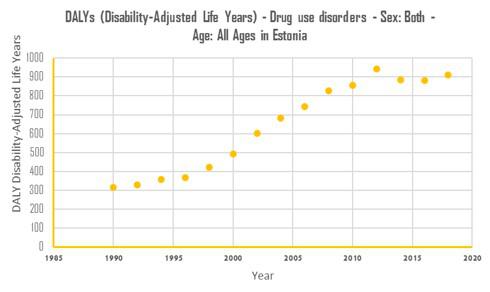 DALYs (Disability-Adjusted Life Years) - Drug use disorders - Sex: Both -
Age: All Ages in Estonia
DALY Disability-Adjusted Life Years
1000
900
800
700
600
500
400
300
200
100
0
1985 1990 1995 2000 2005 2010 2015 2020
Year